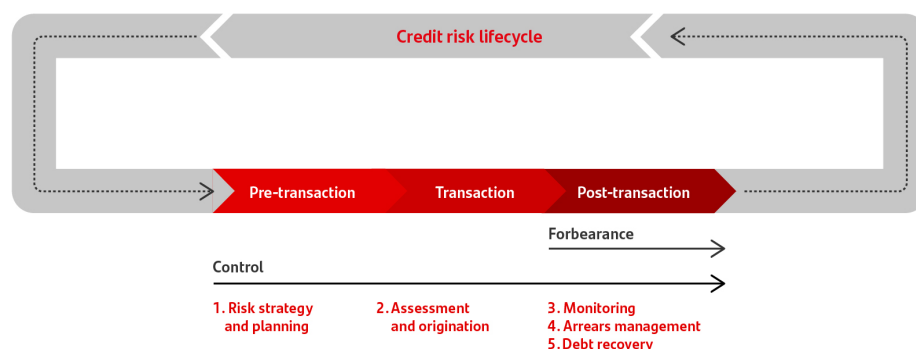 Credit risk lifecycle
Pre-transaction
Transaction
Post-transaction
Forbearance
Control
1. Risk strategy
and planning
2. Assessment
and origination
3. Monitoring
4. Arrears management
5. Debt recovery